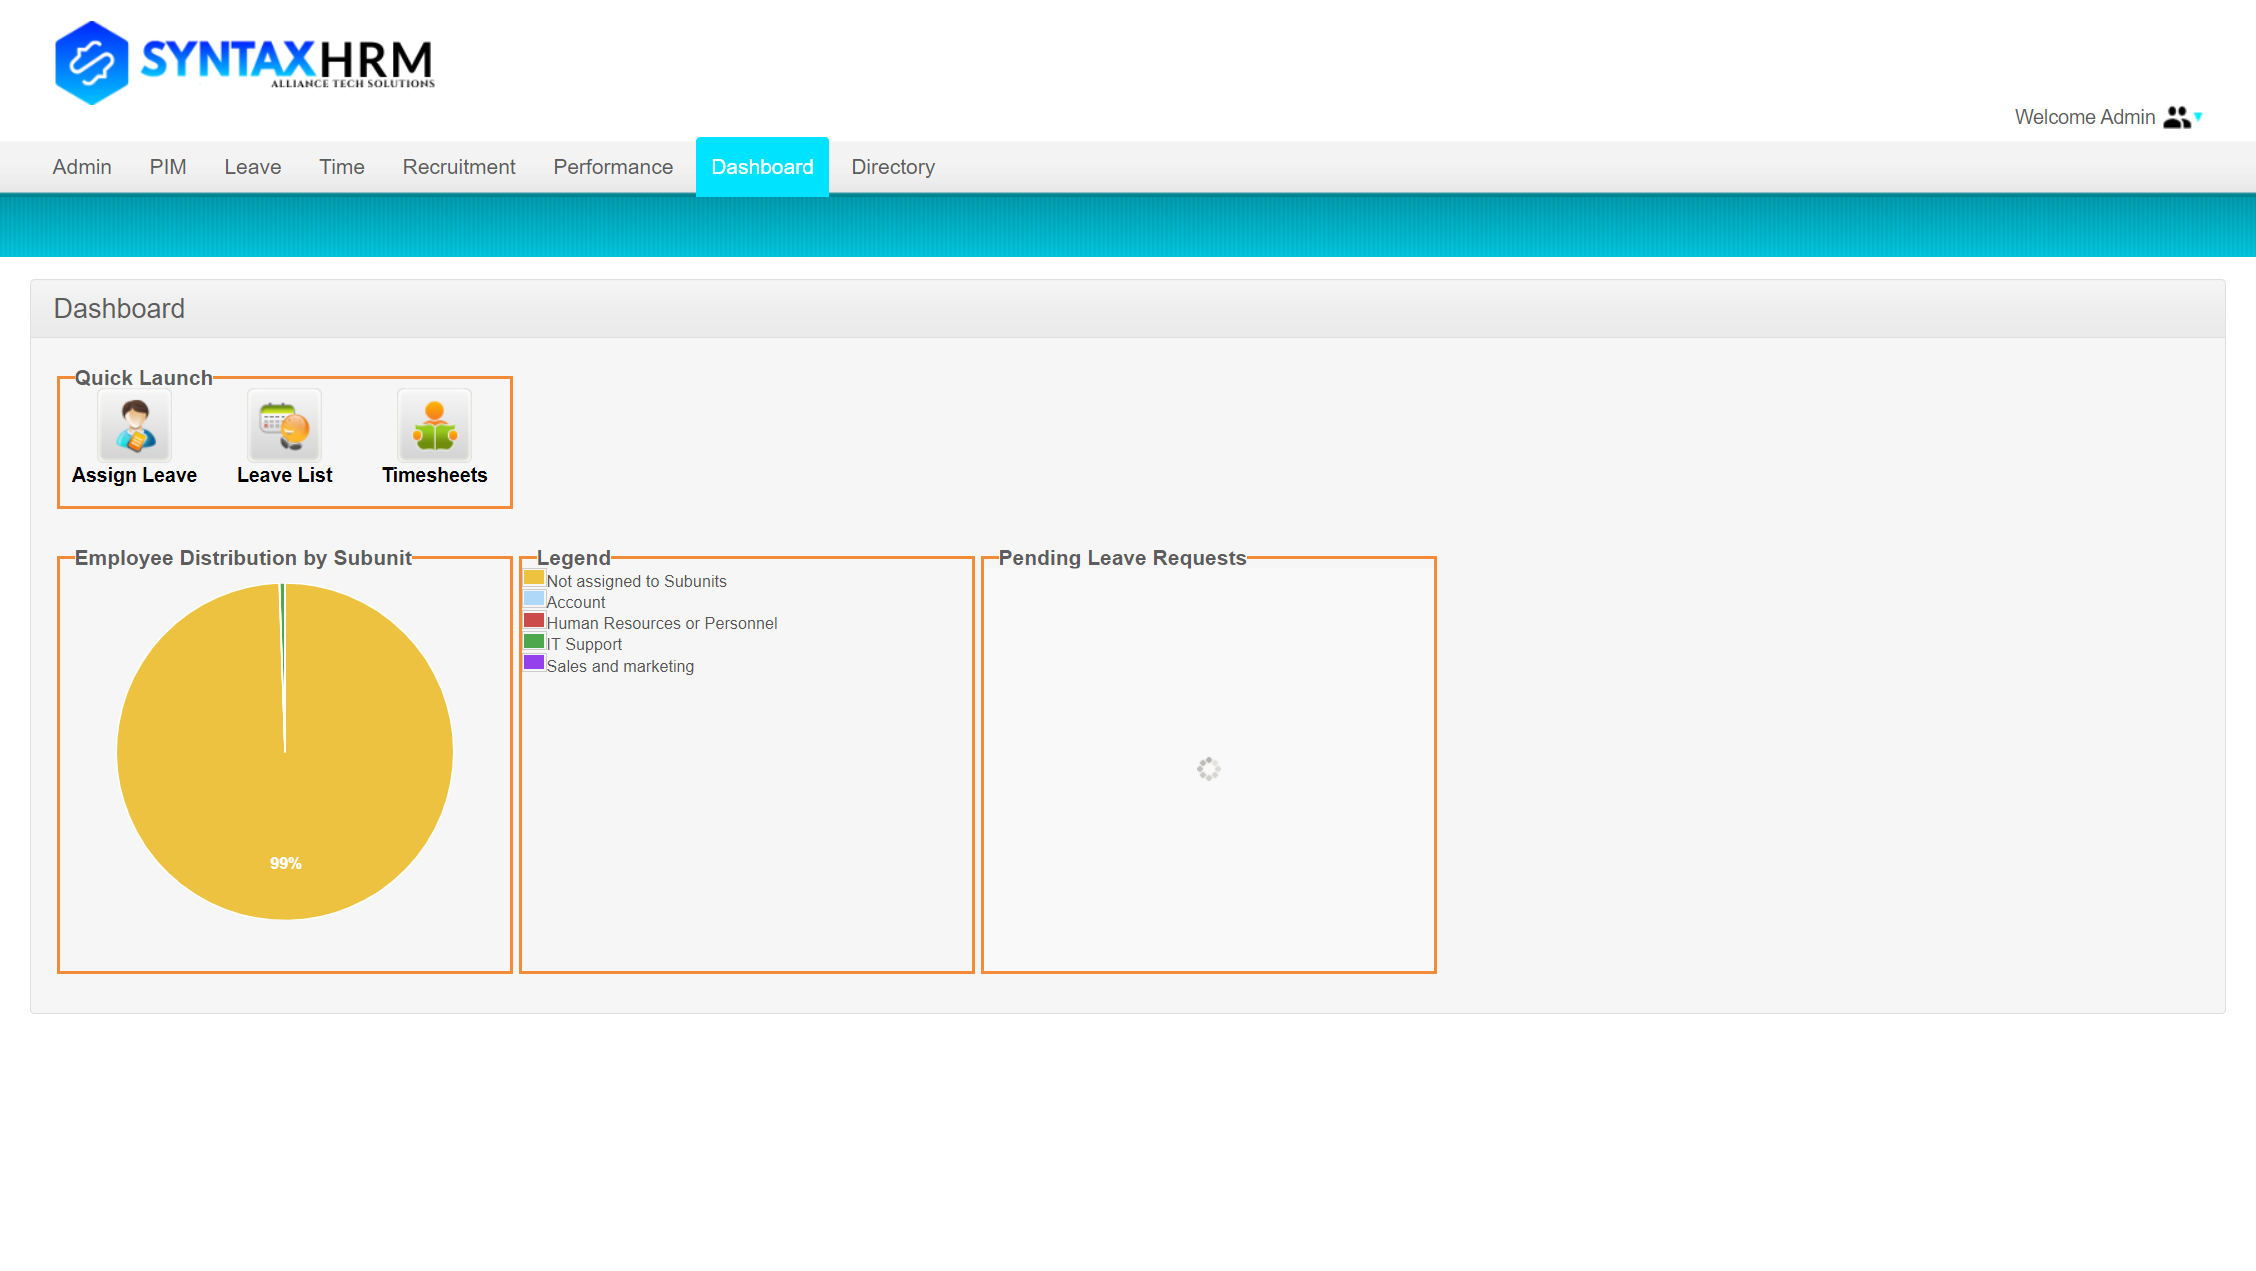 SYNTAXHRM
ALLIANCE TECH SOLUTIONS
Welcome Admin
Admin PIM Leave Time Recruitment Performance Dashboard Directory
Dashboard
Quick Launch
Assign Leave Leave List Timesheets
Employee Distribution by Subunit
99%
Legend
Not assigned to Subunits
Account
Human Resources or Personnel
IT Support
Sales and marketing
Pending Leave Requests